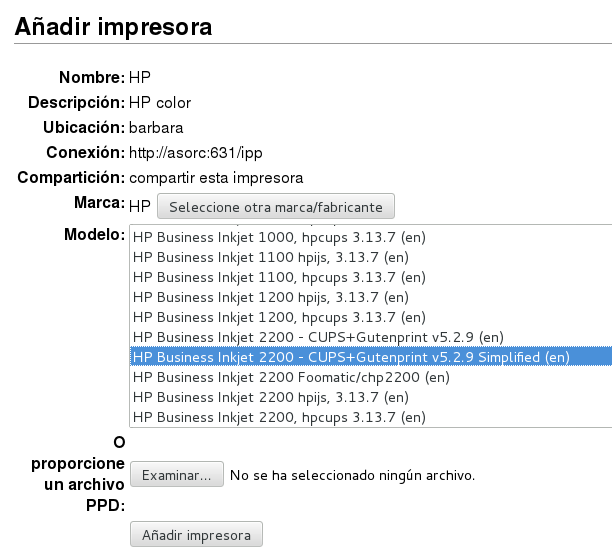 Añadir impresora
Nombre: HP
Descripción: HP color
Ubicación: barbara
Conexión: http://asorc:631/ipp
Compartición: compartir esta impresora
Marca: HP Seleccione otra marca/fabricante
Modelo:
HP Business Inkjet 1000, hpcups 3.13.7 (en)
HP Business Inkjet 1100 hpijs, 3.13.7 (en)
HP Business Inkjet 1100, hpcups 3.13.7 (en)
HP Business Inkjet 1200 hpijs, 3.13.7 (en)
HP Business Inkjet 1200, hpcups 3.13.7 (en)
HP Business Inkjet 2200 - CUPS+Gutenprint v5.2.9 (en)
HP Business Inkjet 2200 - CUPS+Gutenprint v5.2.9 Simplified (en)
HP Business Inkjet 2200 Foomatic/chp2200 (en)
HP Business Inkjet 2200 hpijs, 3.13.7 (en)
HP Business Inkjet 2200, hpcups 3.13.7 (en)
O
proporcione
un archivo
PPD:
Examinar... No se ha seleccionado ningún archivo.
Añadir impresora